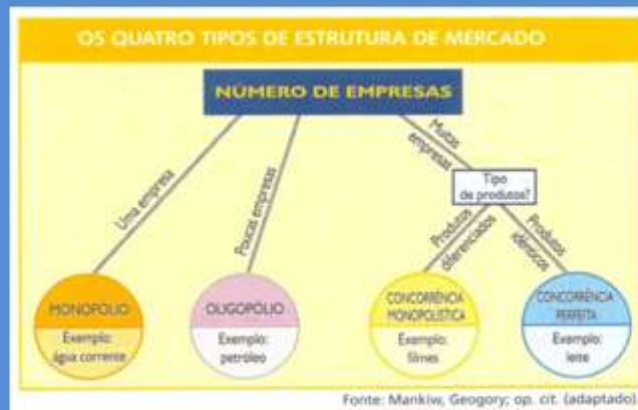 OS QUATRO TIPOS DE ESTRUTURA DE MERCADO
NÚMERO DE EMPRESAS
Uma empresa
Poucas empresas
Muitas
empresas
Tipo
de produtos?
Produtos
diferenciados
Produtos
idênticos
MONOPÓLIO
Exemplo:
água corrente
OLIGOPÓLIO
Exemplo:
petróleo
CONCORRÊNCIA
MONOPOLÍSTICA
Exemplo:
filmes
CONCORRÊNCIA
PERFEITA
Exemplo:
leite
Fonte: Mankiw, Geogory; op. cit. (adaptado)